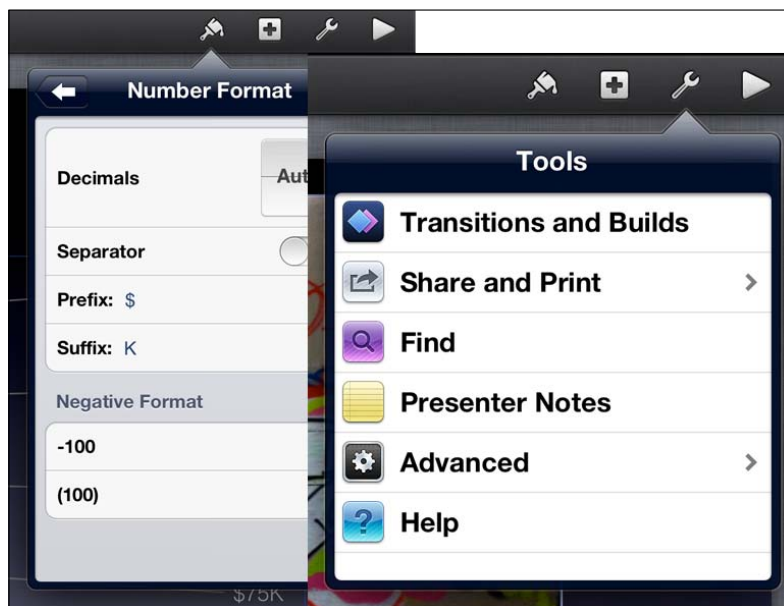 Number Format
Decimals
Aut
Separator
Prefix: $
Suffix: K
Negative Format
-100
(100)
$75K
Tools
Transitions and Builds
Share and Print
Find
Presenter Notes
Advanced
Help